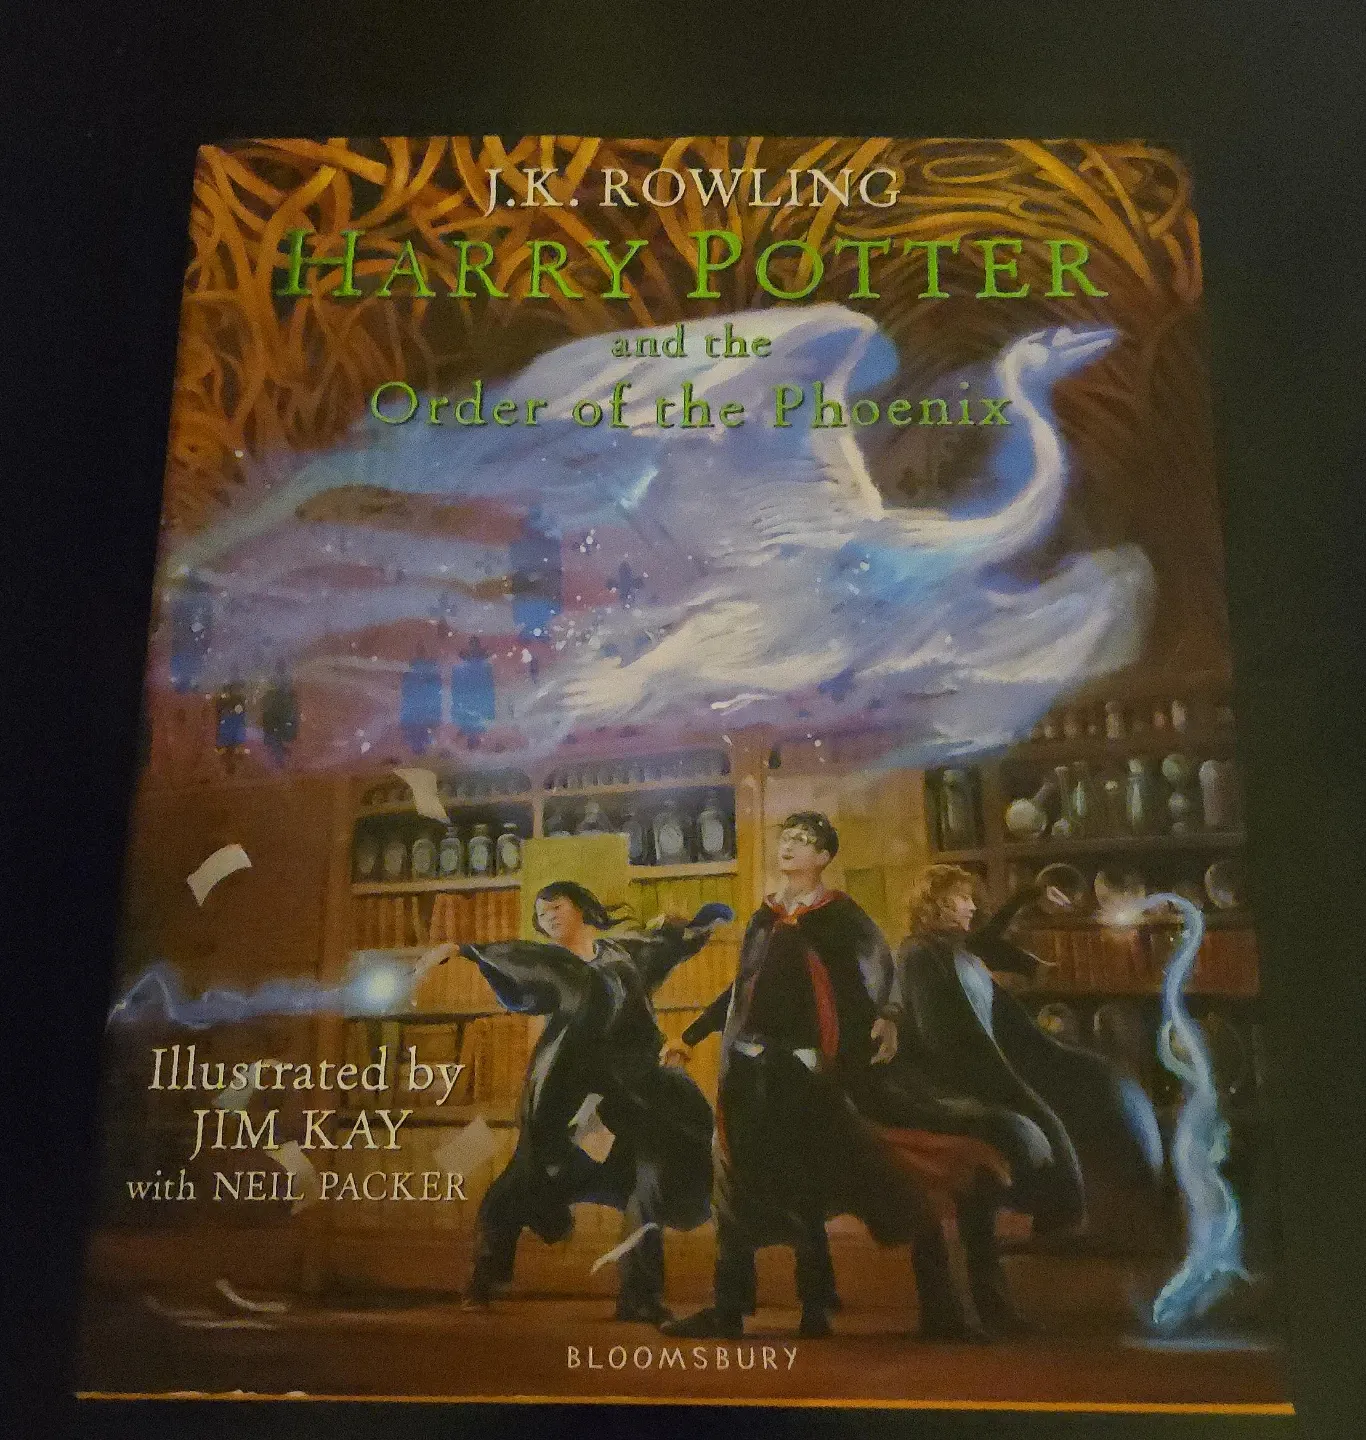 J.K. ROWLING
HARRY POTTER
and the
Order of the Phoenix
Illustrated by
JIM KAY
with NEIL PACKER
BLOOMSBURY